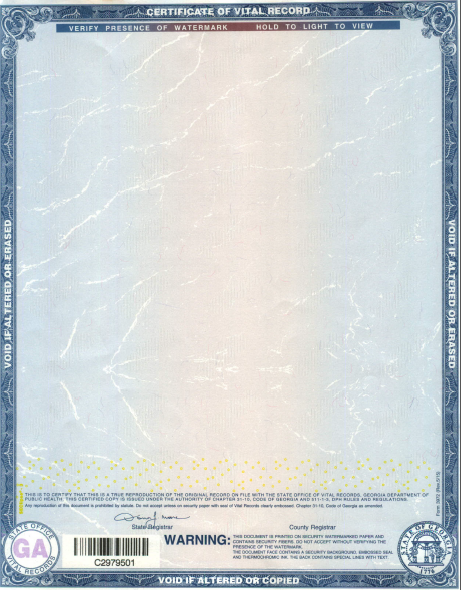 CERTIFICATE OF VITAL RECORD
VERIFY PRESENCE OF WATERMARK HOLD TO LIGHT TO VIEW
VOID IF ALTERED OR ERASED
VOID IF ALTERED OR ERASED
THIS IS TO CERTIFY THAT THIS IS A TRUE REPRODUCTION OF THE ORIGINAL RECORD ON FILE WITH THE STATE OFFICE OF VITAL RECORDS, GEORGIA DEPARTMENT OF
PUBLIC HEALTH. THIS CERTIFIED COPY IS ISSUED UNDER THE AUTHORITY OF CHAPTER 31-10, CODE OF GEORGIA AND 511-1-3, DPH RULES AND REGULATIONS.
Any reproduction of this document is prohibited by statute. Do not accept unless on security paper with seal of Vital Records clearly embossed. Chapter 31-10, Code of Georgia as amended.
State Registrar County Registrar
STATE OFFICE
GA
VITAL RECORDS
C2979501
WARNING:
THIS DOCUMENT IS PRINTED ON SECURITY WATERMARKED PAPER AND
CONTAINS SECURITY FIBERS. DO NOT ACCEPT WITHOUT VERIFYING THE
PRESENCE OF THE WATERMARK.
THE DOCUMENT FACE CONTAINS A SECURITY BACKGROUND, EMBOSSED SEAL
AND THERMOCHROMIC INK. THE BACK CONTAINS SPECIAL LINES WITH TEXT.
STATE OF GEORGIA
1776
VOID IF ALTERED OR COPIED